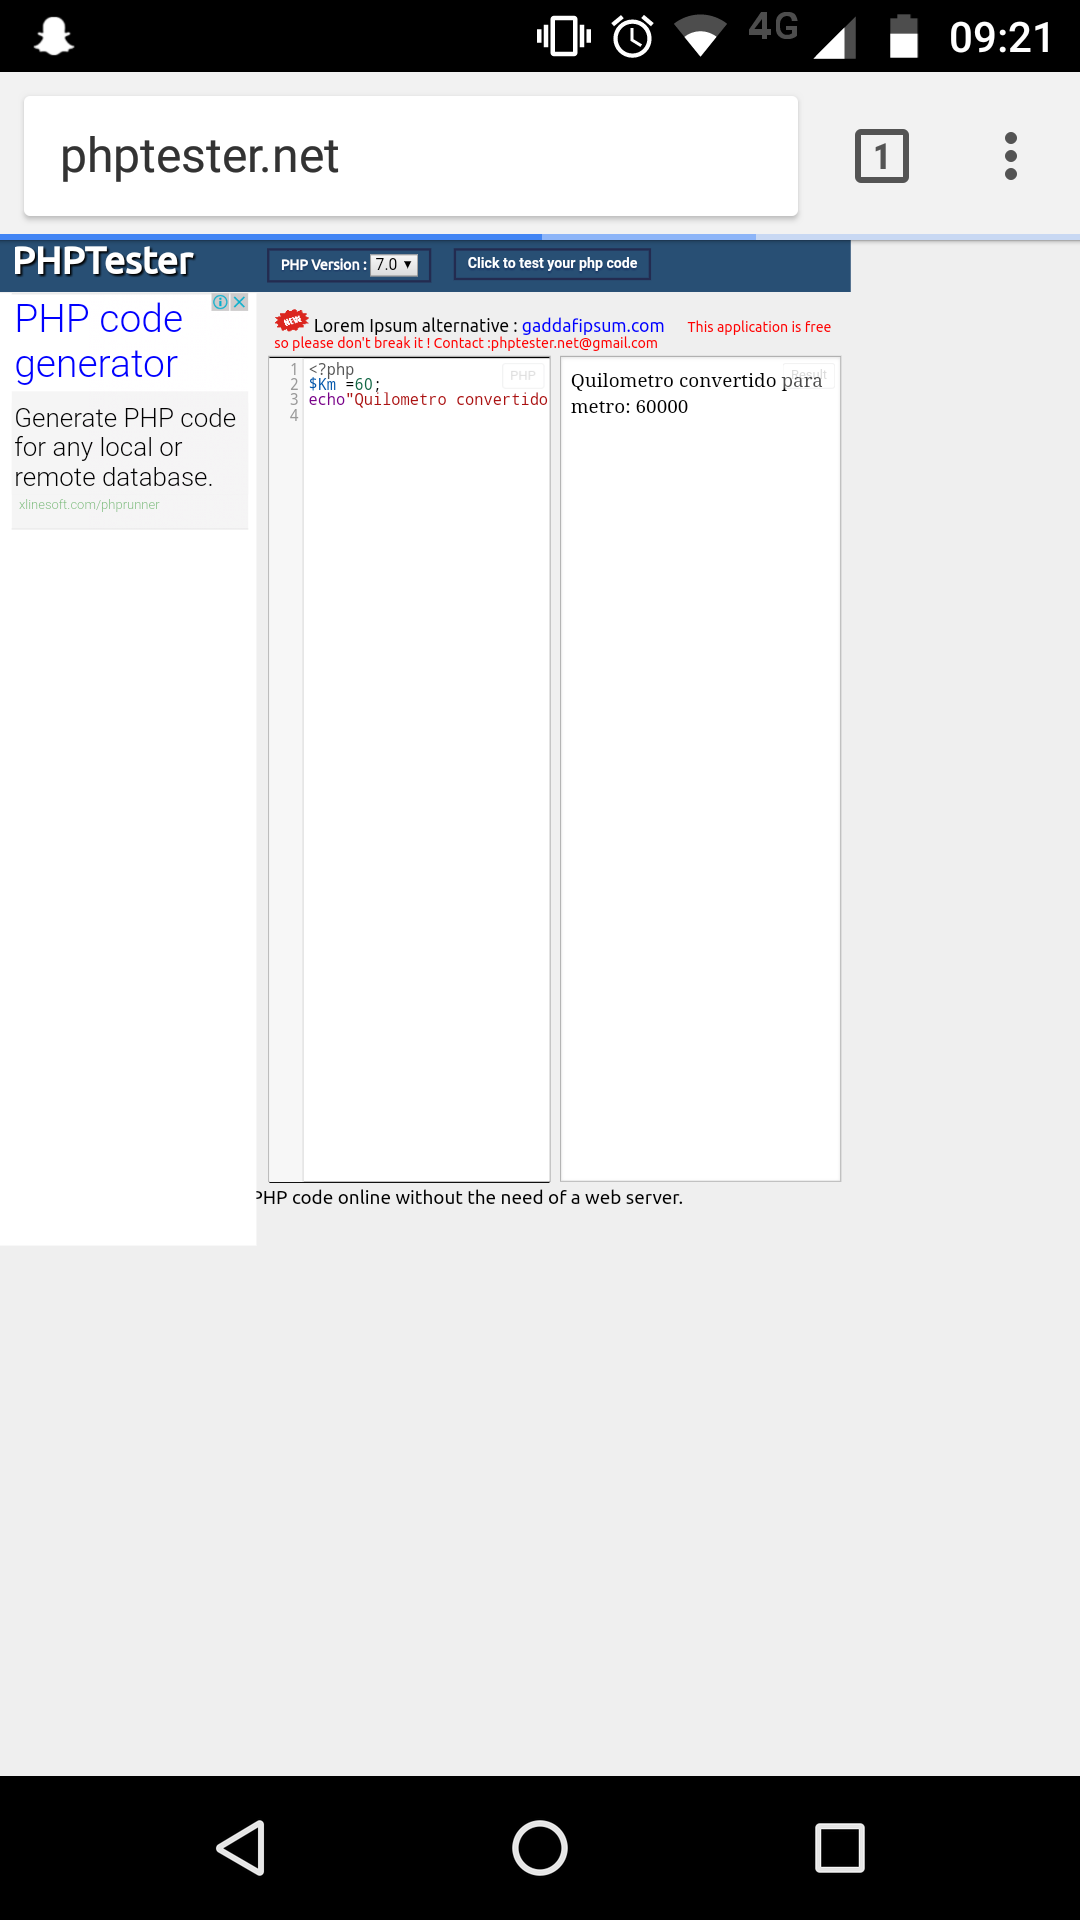 4G 09:21
phptester.net
1
PHPTester
PHP Version : 7.0 ▼
Click to test your php code
PHP code
generator
Generate PHP code
for any local or
remote database.
xlinesoft.com/phprunner
NEW Lorem Ipsum alternative : gaddafipsum.com This application is free
so please don't break it ! Contact :phptester.net@gmail.com
PHP
1 <?php
2 $Km =60;
3 echo"Quilometro convertido
4
Result
Quilometro convertido para
metro: 60000
PHP code online without the need of a web server.